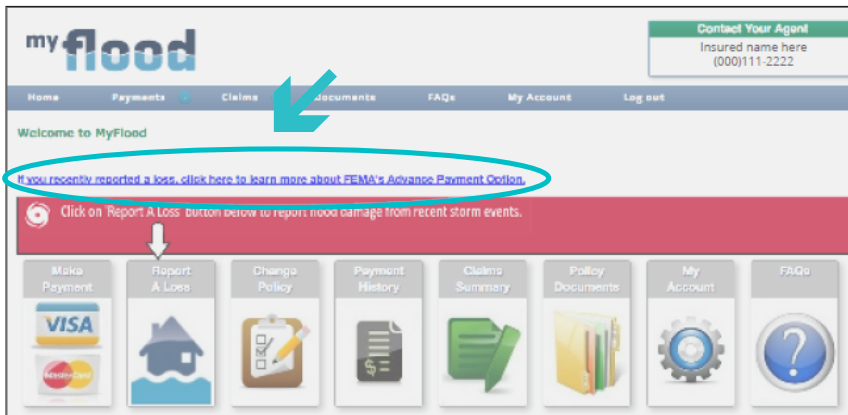 my flood
Contact Your Agent
Insured name here
(000)111-2222
Home Payments Claims Documents FAQs My Account Log out
Welcome to MyFlood
If you recently reported a loss, click here to learn more about FEMA's Advance Payment Option.
Click on 'Report A Loss' button below to report flood damage from recent storm events.
Make Payment
Report A Loss
Change Policy
Payment History
Claims Summary
Policy Documents
My Account
FAQs
VISA
MasterCard
$
?